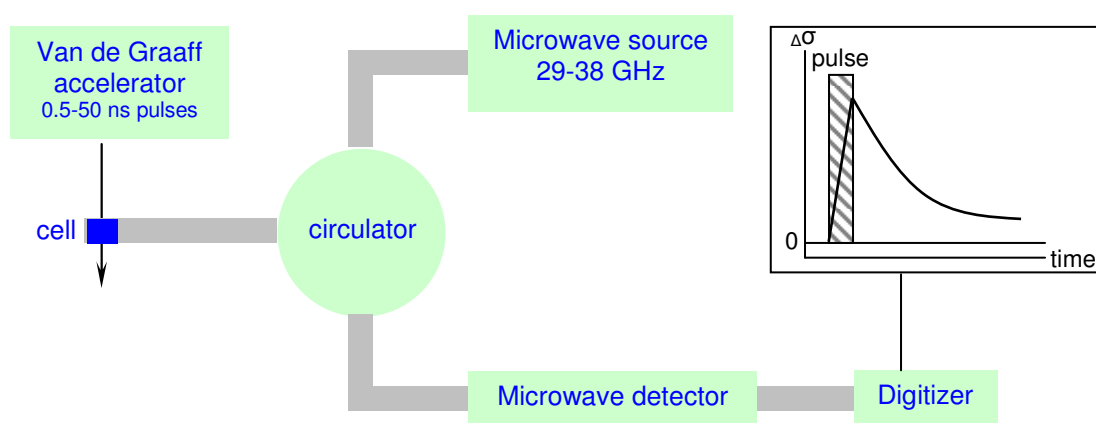 Van de Graaff
accelerator
0.5-50 ns pulses
Microwave source
29-38 GHz
Δσ
pulse
cell
circulator
0
time
Microwave detector
Digitizer